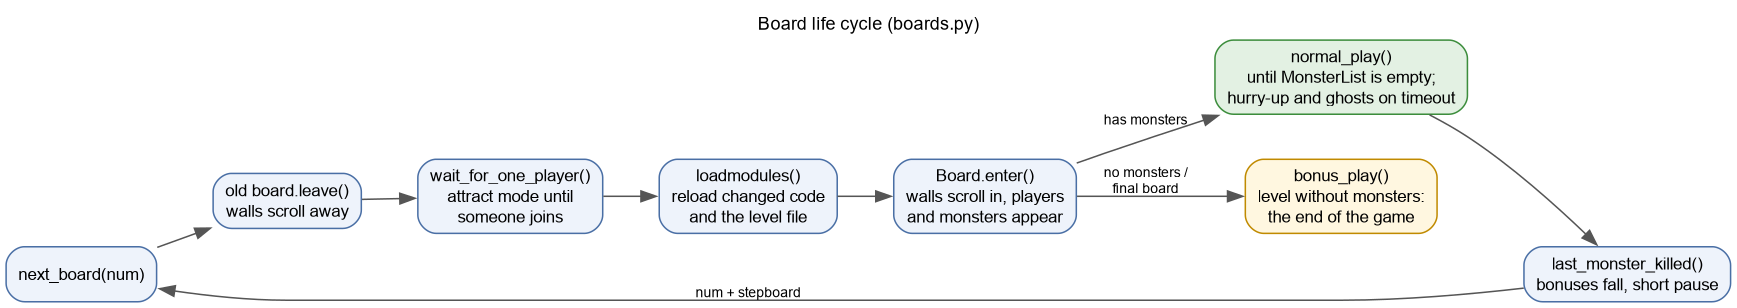 Board life cycle (boards.py)
next_board(num)
old board.leave()
walls scroll away
wait_for_one_player()
attract mode until
someone joins
loadmodules()
reload changed code
and the level file
Board.enter()
walls scroll in, players
and monsters appear
has monsters
normal_play()
until MonsterList is empty;
hurry-up and ghosts on timeout
no monsters /
final board
bonus_play()
level without monsters:
the end of the game
last_monster_killed()
bonuses fall, short pause
num + stepboard